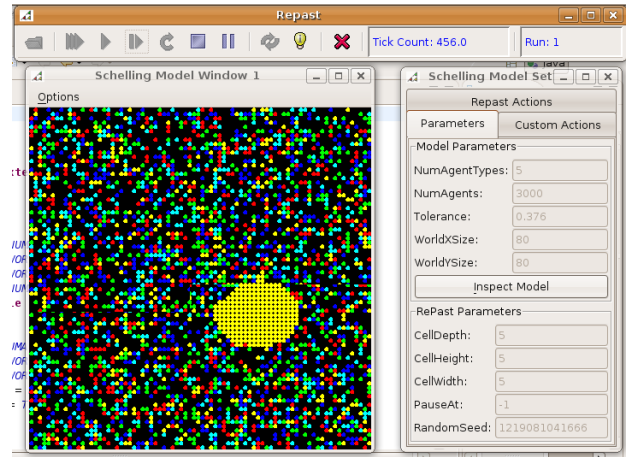 Repast
Tick Count: 456.0
Run: 1
Schelling Model Window 1
Options
Schelling Model Set
Repast Actions
Parameters
Custom Actions
Model Parameters
NumAgentTypes: 5
NumAgents: 3000
Tolerance: 0.376
WorldXSize: 80
WorldYSize: 80
Inspect Model
RePast Parameters
CellDepth: 5
CellHeight: 5
CellWidth: 5
PauseAt: -1
RandomSeed: 1219081041666